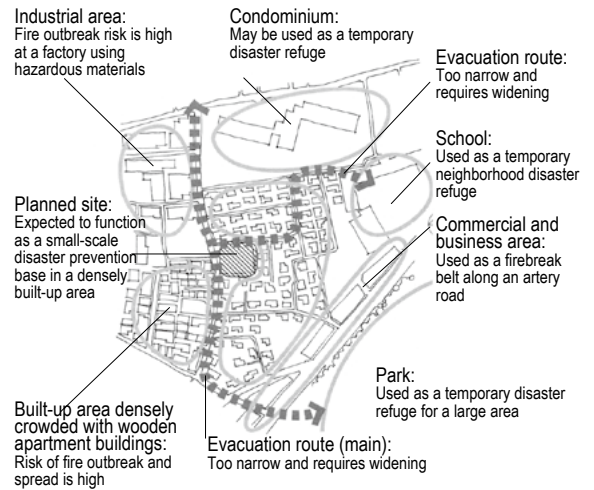 Industrial area:
Fire outbreak risk is high
at a factory using
hazardous materials
Condominium:
May be used as a temporary
disaster refuge
Evacuation route:
Too narrow and
requires widening
School:
Used as a temporary
neighborhood disaster
refuge
Planned site:
Expected to function
as a small-scale
disaster prevention
base in a densely
built-up area
Commercial and
business area:
Used as a firebreak
belt along an artery
road
Park:
Used as a temporary disaster
refuge for a large area
Built-up area densely
crowded with wooden
apartment buildings:
Risk of fire outbreak and
spread is high
Evacuation route (main):
Too narrow and requires widening